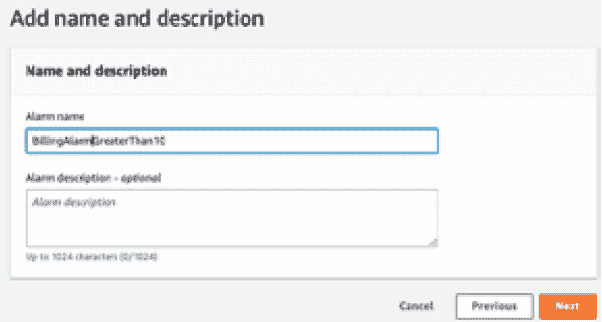 Add name and description
Name and description
Alarm name
BillingAlarmGreaterThan10
Alarm description - optional
Alarm description
Up to 1024 characters (0/1024)
Cancel Previous Next